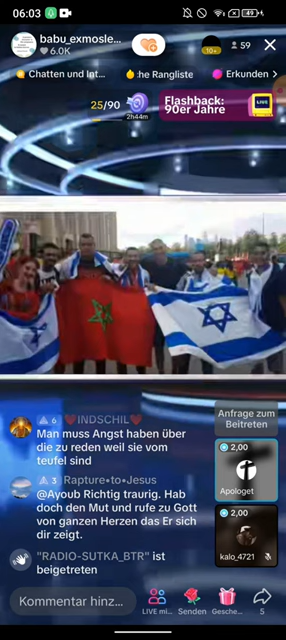 06:03
49
babu_exmosle...
6.0K
10+
59
Chatten und Int...
:he Rangliste
Erkunden
25/90
2h44m
Flashback:
90er Jahre
LIVE
6 INDSCHIL
Man muss Angst haben über
die zu reden weil sie vom
teufel sind
3 Rapture•to•Jesus
@Ayoub Richtig traurig. Hab
doch den Mut und rufe zu Gott
von ganzen Herzen das Er sich
dir zeigt.
"RADIO-SUTKA_BTR" ist
beigetreten
Anfrage zum
Beitreten
2,00
Apologet
2,00
kalo_4721
Kommentar hinz...
LIVE mi...
Senden
Gesche...
5